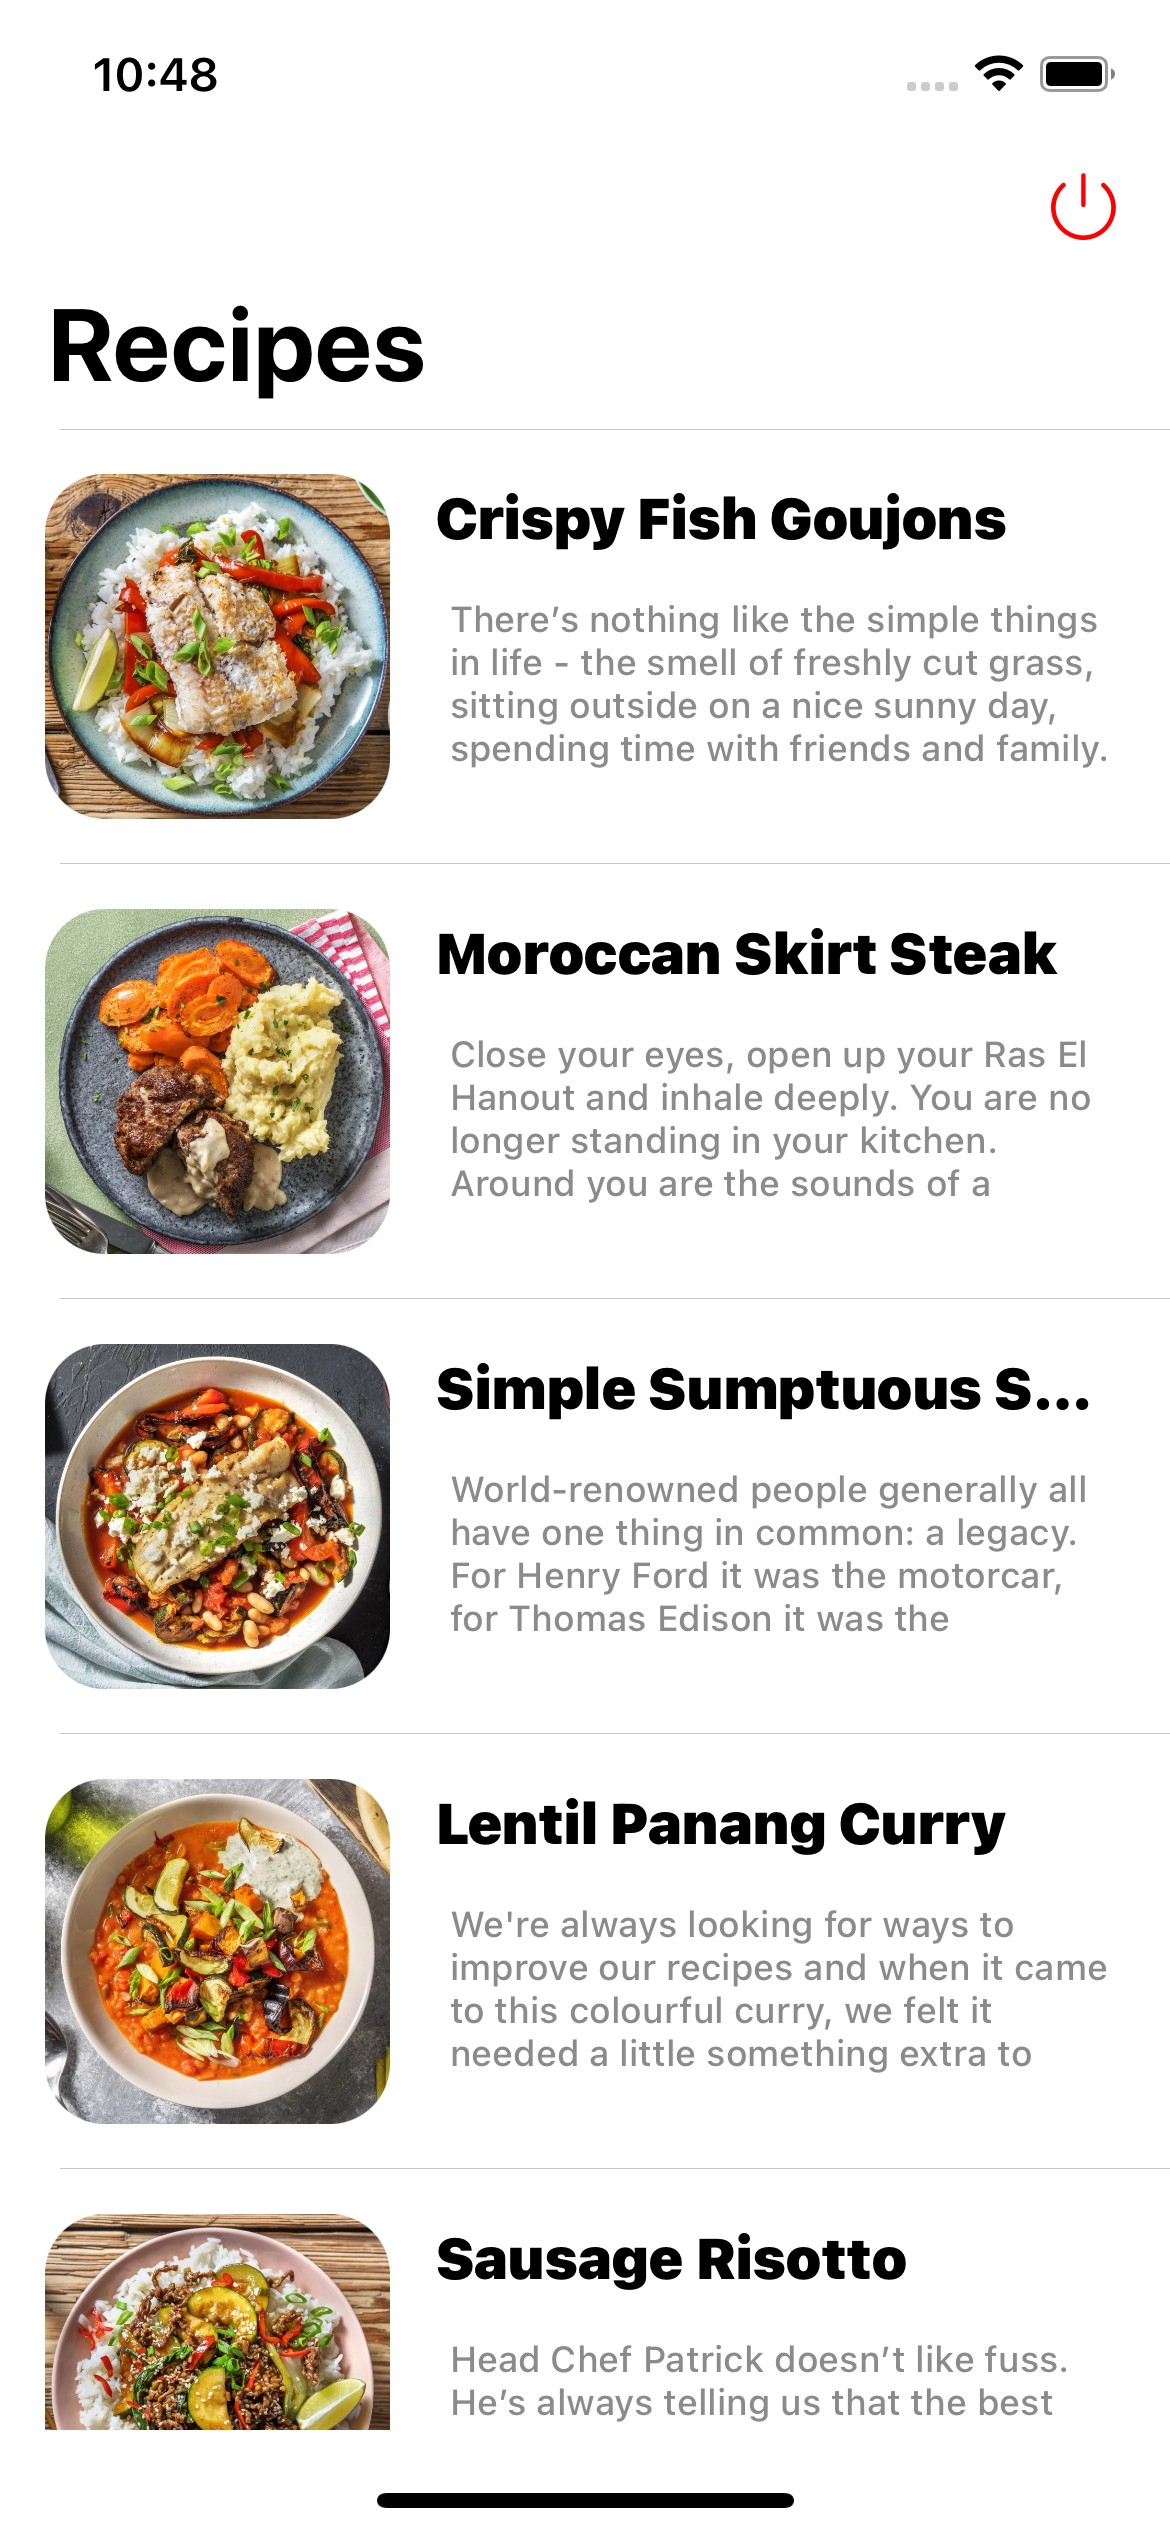 10:48
Recipes
Crispy Fish Goujons
There’s nothing like the simple things
in life - the smell of freshly cut grass,
sitting outside on a nice sunny day,
spending time with friends and family.
Moroccan Skirt Steak
Close your eyes, open up your Ras El
Hanout and inhale deeply. You are no
longer standing in your kitchen.
Around you are the sounds of a
Simple Sumptuous S...
World-renowned people generally all
have one thing in common: a legacy.
For Henry Ford it was the motorcar,
for Thomas Edison it was the
Lentil Panang Curry
We're always looking for ways to
improve our recipes and when it came
to this colourful curry, we felt it
needed a little something extra to
Sausage Risotto
Head Chef Patrick doesn’t like fuss.
He’s always telling us that the best